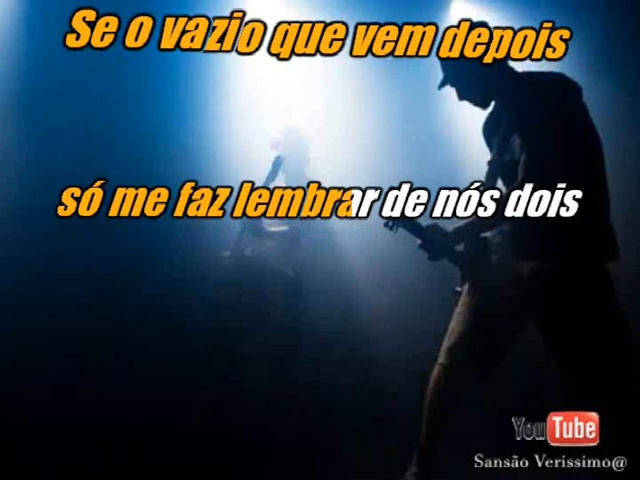 Se o vazio que vem depois
só me faz lembrar de nós dois
YouTube
Sansão Verissimo@